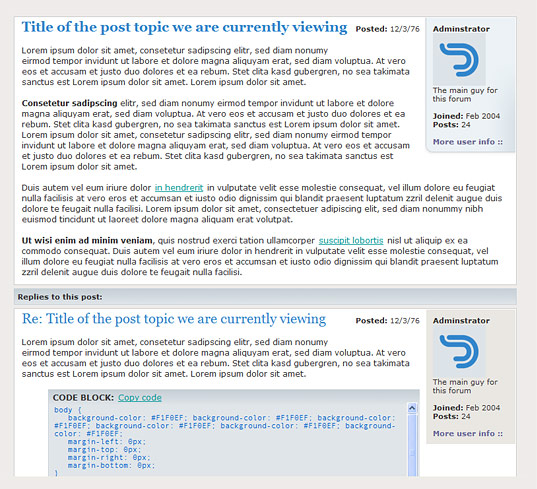 Title of the post topic we are currently viewing
Posted: 12/3/76
Adminstrator
The main guy for
this forum
Joined: Feb 2004
Posts: 24
More user info ::
Lorem ipsum dolor sit amet, consetetur sadipscing elitr, sed diam nonumy
eirmod tempor invidunt ut labore et dolore magna aliquyam erat, sed diam voluptua. At vero
eos et accusam et justo duo dolores et ea rebum. Stet clita kasd gubergren, no sea takimata
sanctus est Lorem ipsum dolor sit amet.
Consetetur sadipscing elitr, sed diam nonumy eirmod tempor invidunt ut labore et dolore
magna aliquyam erat, sed diam voluptua. At vero eos et accusam et justo duo dolores et ea
rebum. Stet clita kasd gubergren, no sea takimata sanctus est Lorem ipsum dolor sit amet.
Lorem ipsum dolor sit amet, consetetur sadipscing elitr, sed diam nonumy eirmod tempor
invidunt ut labore et dolore magna aliquyam erat, sed diam voluptua. At vero eos et accusam
et justo duo dolores et ea rebum. Stet clita kasd gubergren, no sea takimata sanctus est
Lorem ipsum dolor sit amet.
Duis autem vel eum iriure dolor in hendrerit in vulputate velit esse molestie consequat, vel illum dolore eu feugiat
nulla facilisis at vero eros et accumsan et iusto odio dignissim qui blandit praesent luptatum zzril delenit augue duis
dolore te feugait nulla facilisi. Lorem ipsum dolor sit amet, consectetuer adipiscing elit, sed diam nonummy nibh
euismod tincidunt ut laoreet dolore magna aliquam erat volutpat.
Ut wisi enim ad minim veniam, quis nostrud exerci tation ullamcorper suscipit lobortis nisl ut aliquip ex ea
commodo consequat. Duis autem vel eum iriure dolor in hendrerit in vulputate velit esse molestie consequat, vel
illum dolore eu feugiat nulla facilisis at vero eros et accumsan et iusto odio dignissim qui blandit praesent luptatum
zzril delenit augue duis dolore te feugait nulla facilisi.
Replies to this post:
Re: Title of the post topic we are currently viewing
Posted: 12/3/76
Adminstrator
The main guy for
this forum
Joined: Feb 2004
Posts: 24
More user info ::
Lorem ipsum dolor sit amet, consetetur sadipscing elitr, sed diam nonumy
eirmod tempor invidunt ut labore et dolore magna aliquyam erat, sed diam voluptua. At vero
eos et accusam et justo duo dolores et ea rebum. Stet clita kasd gubergren, no sea takimata
sanctus est Lorem ipsum dolor sit amet.
CODE BLOCK: Copy code
body {
background-color: #F1F0EF; background-color: #F1F0EF; background-color:
#F1F0EF; background-color: #F1F0EF; background-color: #F1F0EF; background-
color: #F1F0EF;
margin-left: 0px;
margin-top: 0px;
margin-right: 0px;
margin-bottom: 0px;
}